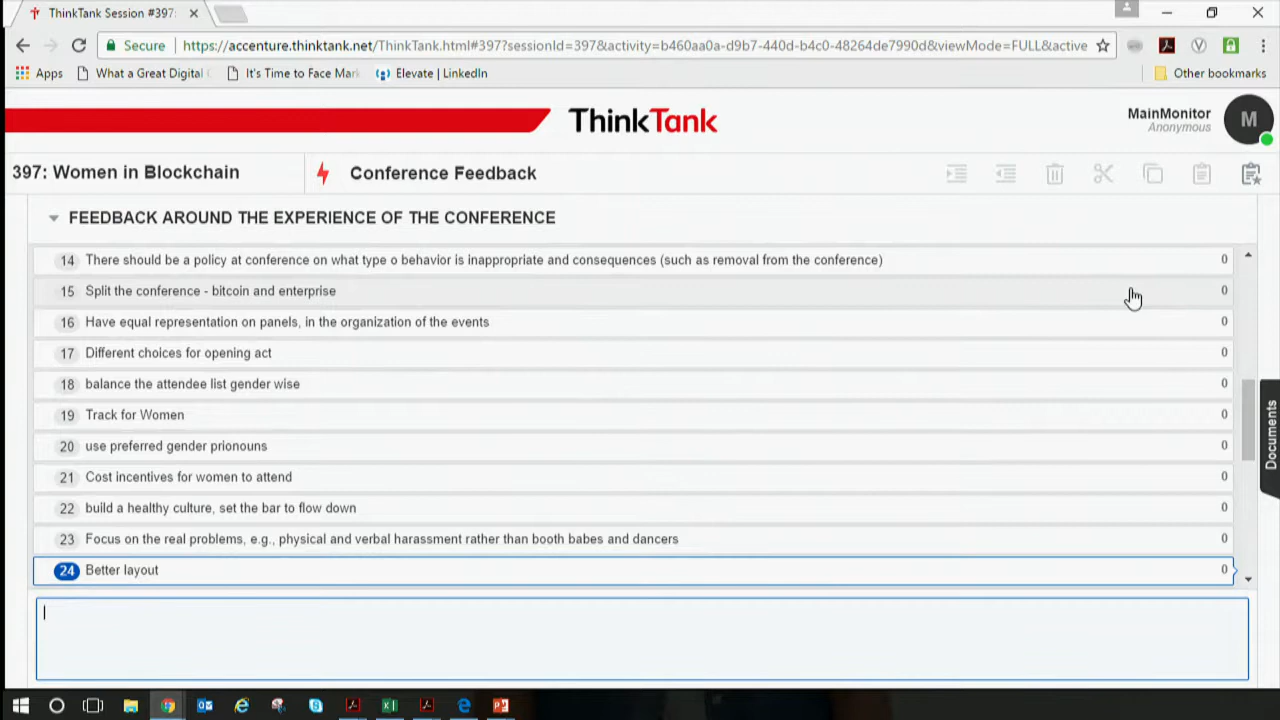 ThinkTank Session #397:
Secure
https://accenture.thinktank.net/ThinkTank.html#397?sessionId=397&activity=b460aa0a-d9b7-440d-b4c0-48264de7990d&viewMode=FULL&active
Apps
What a Great Digital
It's Time to Face Mar
Elevate | LinkedIn
Other bookmarks
ThinkTank
MainMonitor
Anonymous
M
397: Women in Blockchain
Conference Feedback
FEEDBACK AROUND THE EXPERIENCE OF THE CONFERENCE
14 There should be a policy at conference on what type o behavior is inappropriate and consequences (such as removal from the conference) 0
15 Split the conference - bitcoin and enterprise 0
16 Have equal representation on panels, in the organization of the events 0
17 Different choices for opening act 0
18 balance the attendee list gender wise 0
19 Track for Women 0
20 use preferred gender prionouns 0
21 Cost incentives for women to attend 0
22 build a healthy culture, set the bar to flow down 0
23 Focus on the real problems, e.g., physical and verbal harassment rather than booth babes and dancers 0
24 Better layout 0
Documents